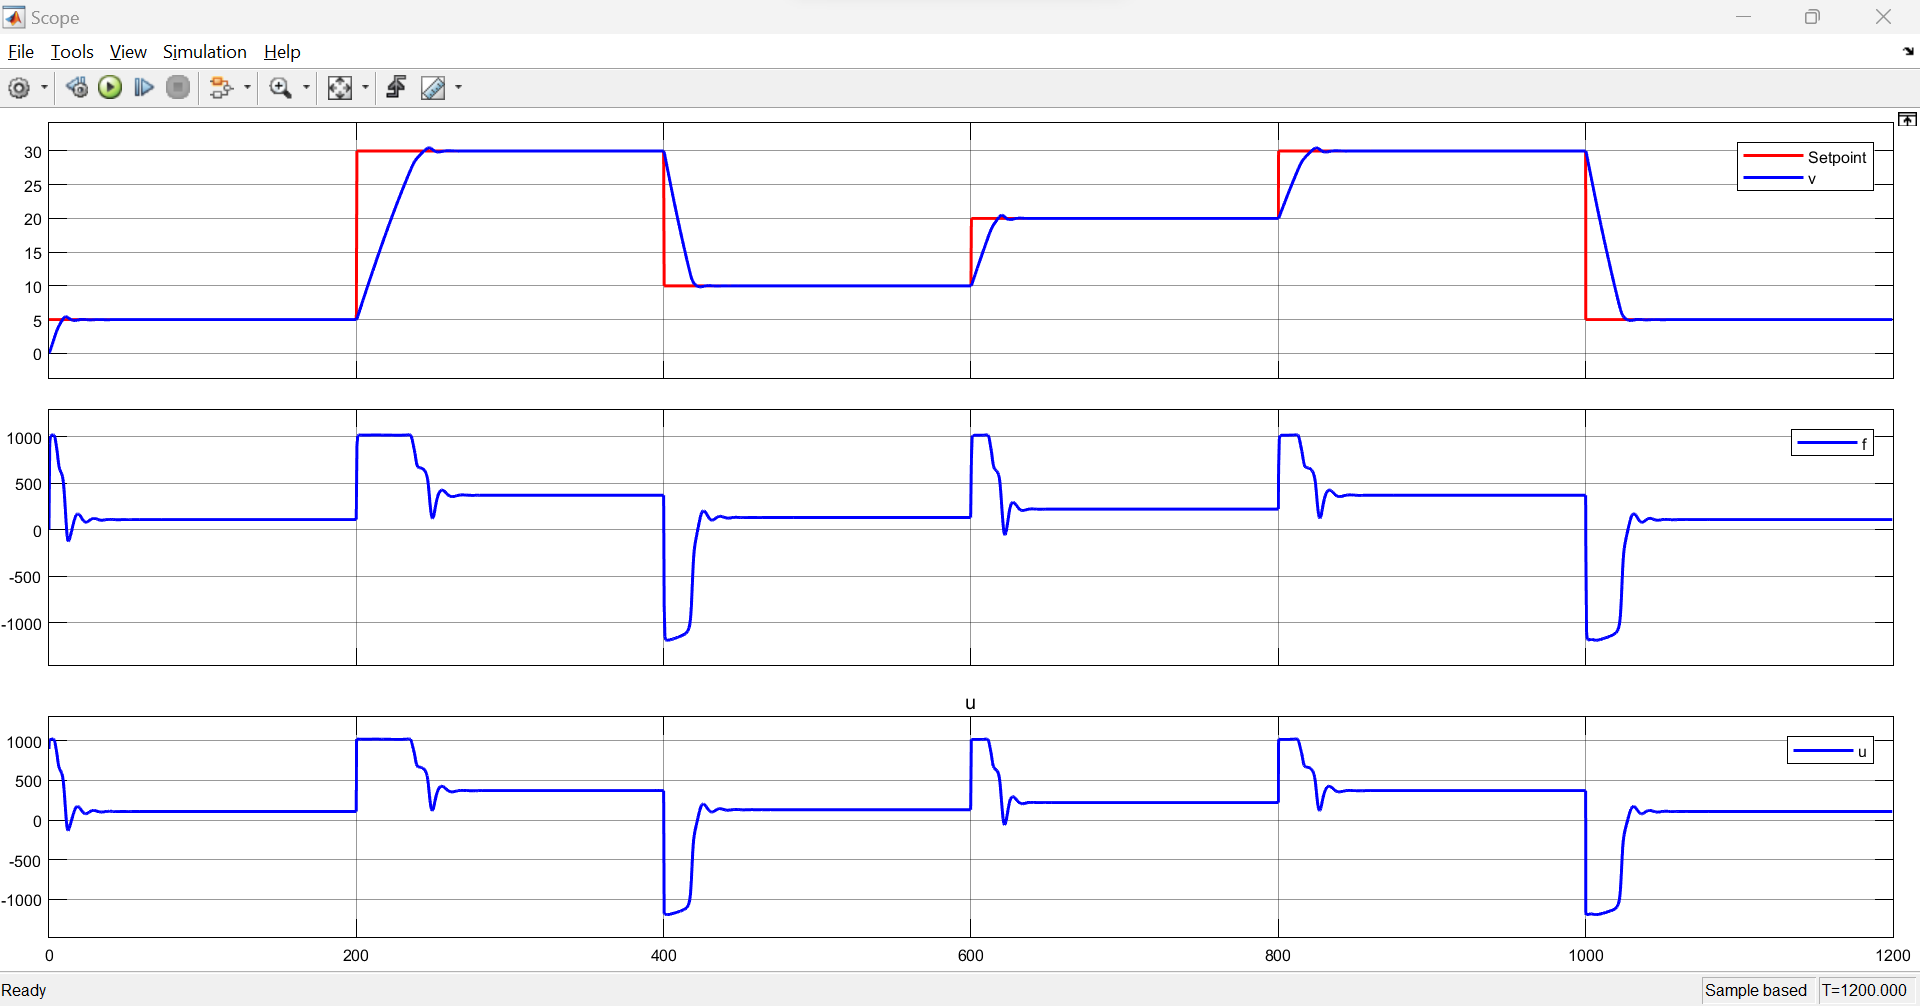 Scope
File Tools View Simulation Help
30
25
20
15
10
5
0
Setpoint
v
1000
500
0
-500
-1000
f
u
1000
500
0
-500
-1000
u
0 200 400 600 800 1000 1200
Ready Sample based T=1200.000